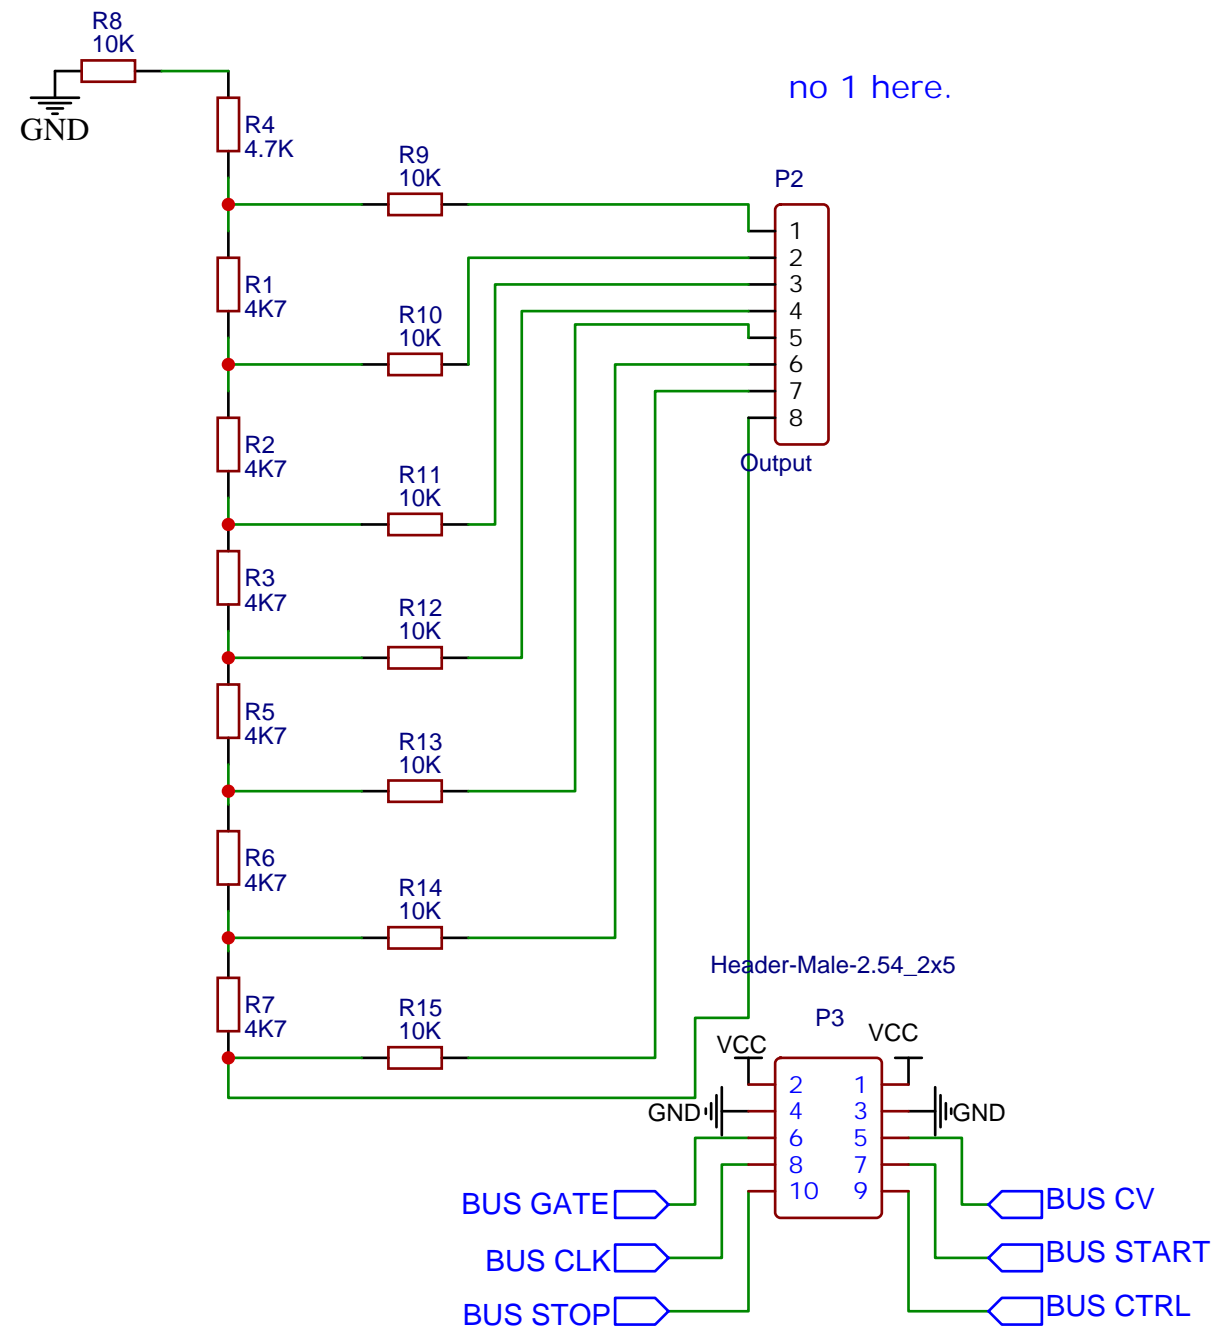 R8
10K
GND
no 1 here.
R4
4.7K
R9
10K
P2
1
2
3
4
5
6
7
8
Output
R1
4K7
R10
10K
R2
4K7
R11
10K
R3
4K7
R12
10K
R5
4K7
R13
10K
R6
4K7
R14
10K
R7
4K7
R15
10K
Header-Male-2.54_2x5
P3
VCC
VCC
2 1
GND 4 3 GND
6 5
8 7
10 9
BUS GATE
BUS CV
BUS CLK
BUS START
BUS STOP
BUS CTRL